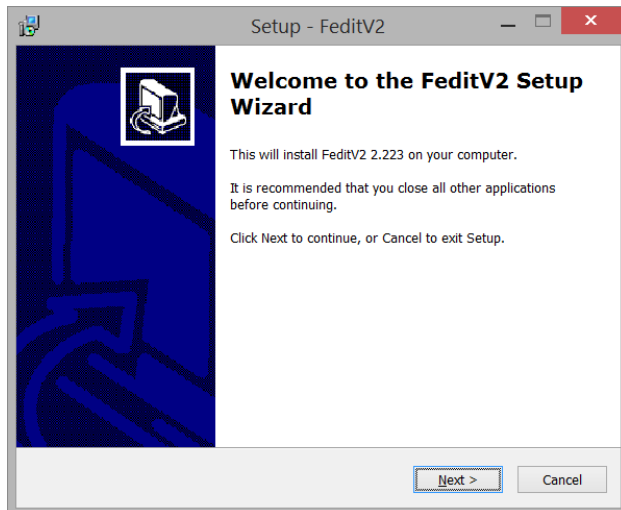 Setup - FeditV2
Welcome to the FeditV2 Setup
Wizard
This will install FeditV2 2.223 on your computer.
It is recommended that you close all other applications
before continuing.
Click Next to continue, or Cancel to exit Setup.
Next >
Cancel